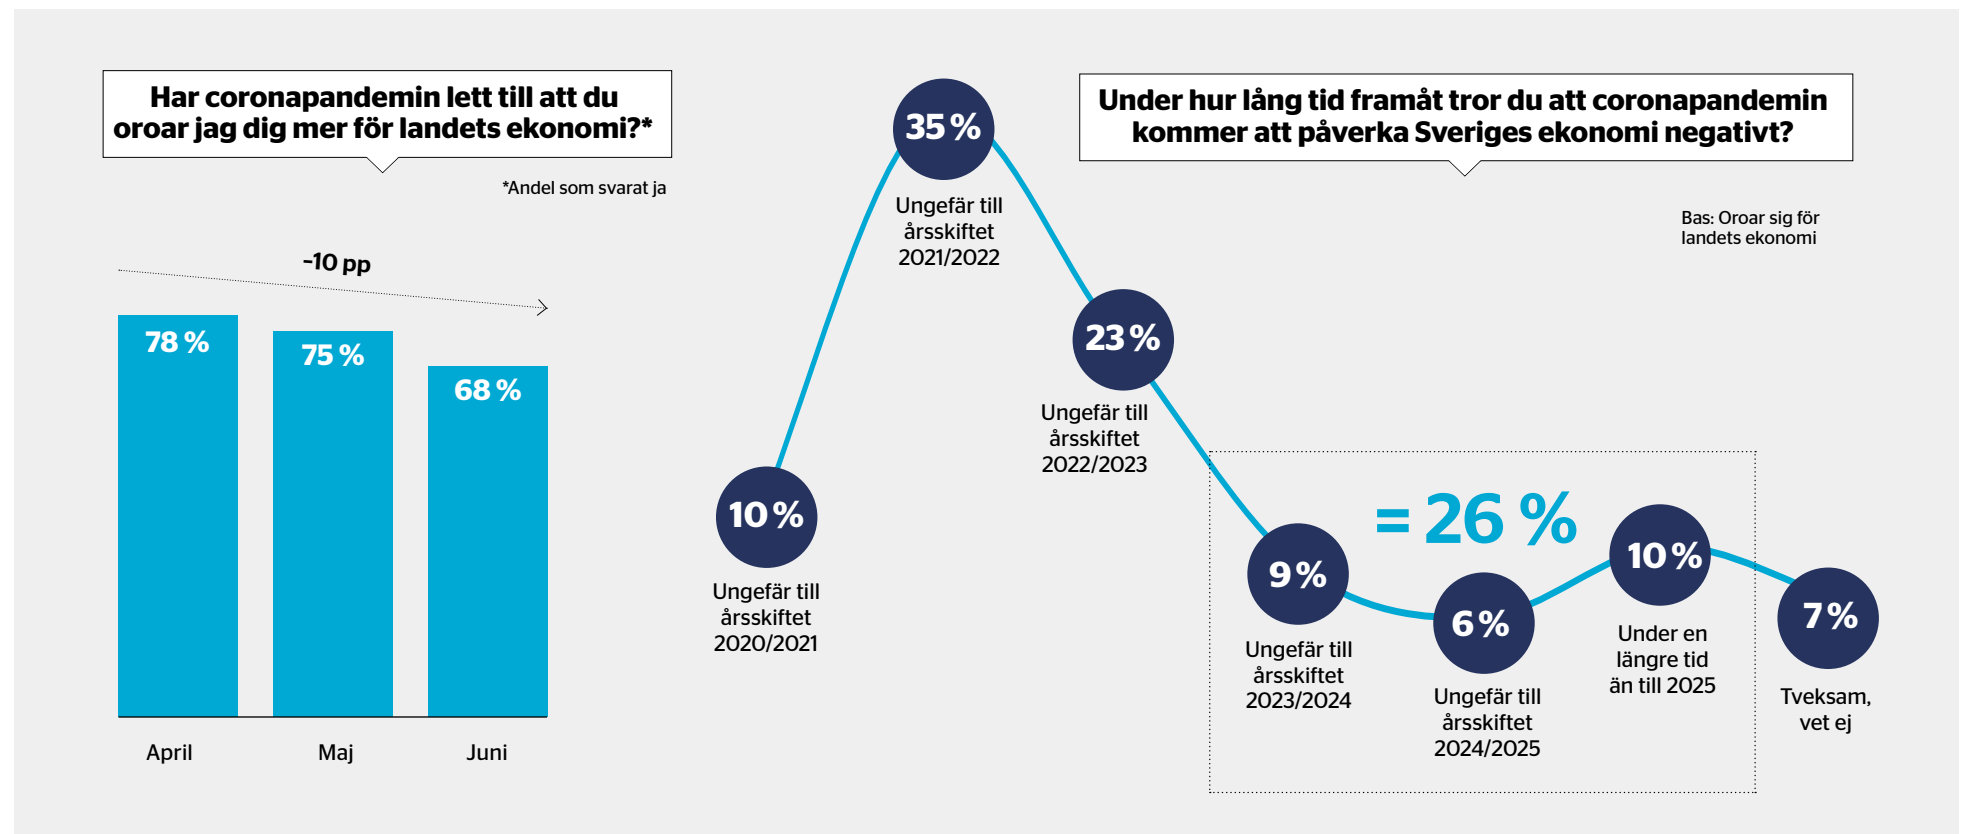 Har coronapandemin lett till att du
oroar jag dig mer för landets ekonomi?*
*Andel som svarat ja
-10 pp
78 %
75 %
68 %
April
Maj
Juni
Under hur lång tid framåt tror du att coronapandemin
kommer att påverka Sveriges ekonomi negativt?
Bas: Oroar sig för
landets ekonomi
10 %
Ungefär till
årsskiftet
2020/2021
35 %
Ungefär till
årsskiftet
2021/2022
23 %
Ungefär till
årsskiftet
2022/2023
= 26 %
9 %
Ungefär till
årsskiftet
2023/2024
6 %
Ungefär till
årsskiftet
2024/2025
10 %
Under en
längre tid
än till 2025
7 %
Tveksam,
vet ej